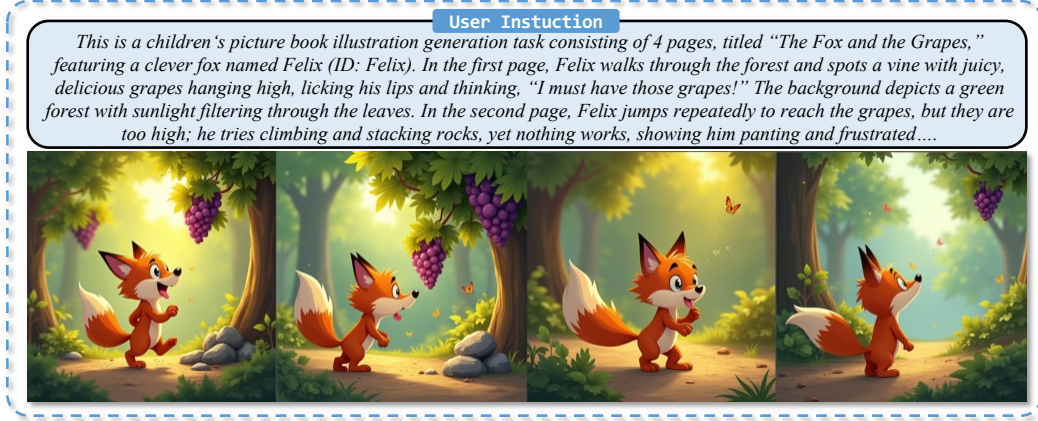 User Instuction
This is a children‘s picture book illustration generation task consisting of 4 pages, titled “The Fox and the Grapes,”
featuring a clever fox named Felix (ID: Felix). In the first page, Felix walks through the forest and spots a vine with juicy,
delicious grapes hanging high, licking his lips and thinking, “I must have those grapes!” The background depicts a green
forest with sunlight filtering through the leaves. In the second page, Felix jumps repeatedly to reach the grapes, but they are
too high; he tries climbing and stacking rocks, yet nothing works, showing him panting and frustrated….